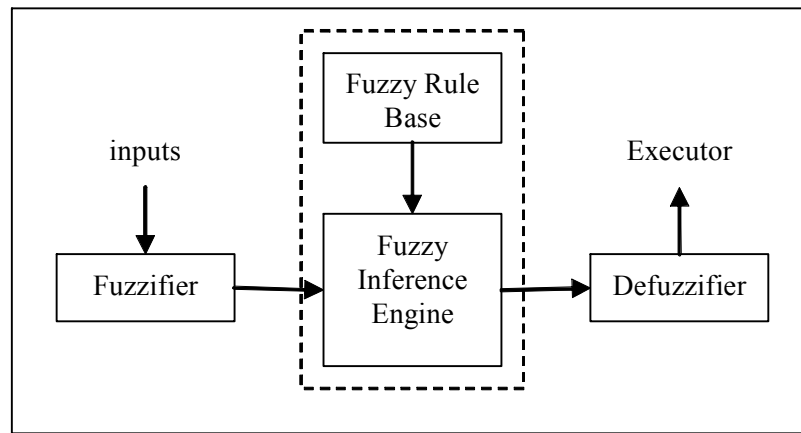 Fuzzy Rule
Base
inputs
Executor
Fuzzifier
Fuzzy
Inference
Engine
Defuzzifier